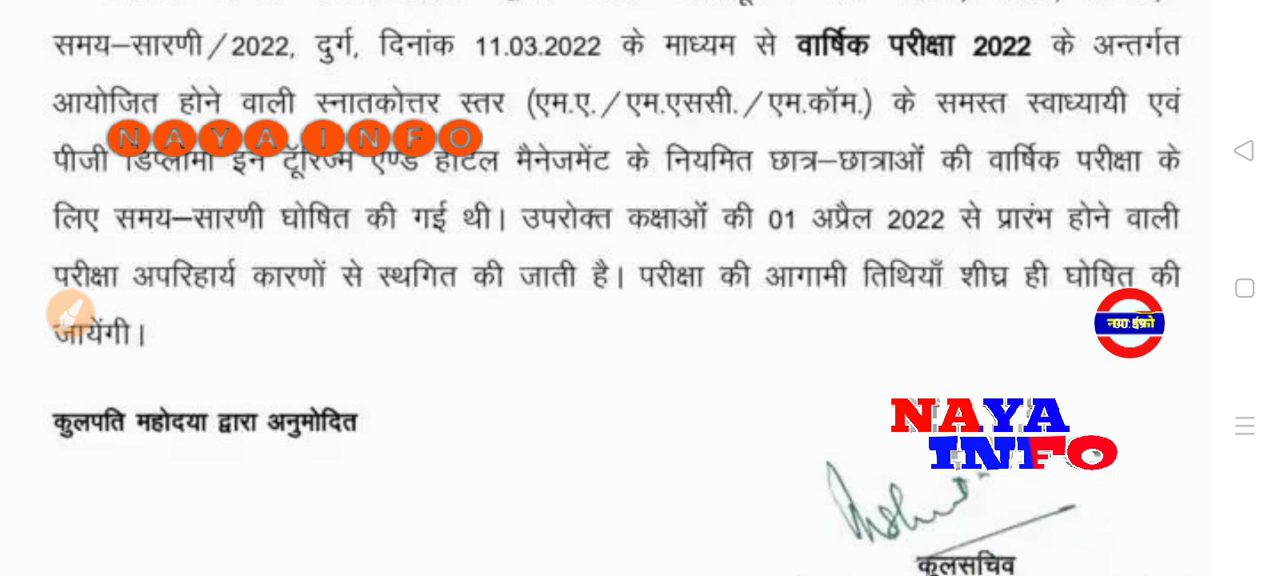 समय–सारणी/2022, दुर्ग, दिनांक 11.03.2022 के माध्यम से वार्षिक परीक्षा 2022 के अन्तर्गत
आयोजित होने वाली स्नातकोत्तर स्तर (एम.ए./एम.एससी./एम.कॉम.) के समस्त स्वाध्यायी एवं
NAYA INFO
पीजी डिप्लोमा इन टूरिज्म एण्ड होटल मैनेजमेंट के नियमित छात्र–छात्राओं की वार्षिक परीक्षा के
लिए समय–सारणी घोषित की गई थी। उपरोक्त कक्षाओं की 01 अप्रैल 2022 से प्रारंभ होने वाली
परीक्षा अपरिहार्य कारणों से स्थगित की जाती है। परीक्षा की आगामी तिथियाँ शीघ्र ही घोषित की
जायेंगी।
कुलपति महोदया द्वारा अनुमोदित
NAYA
INFO
कुलसचिव